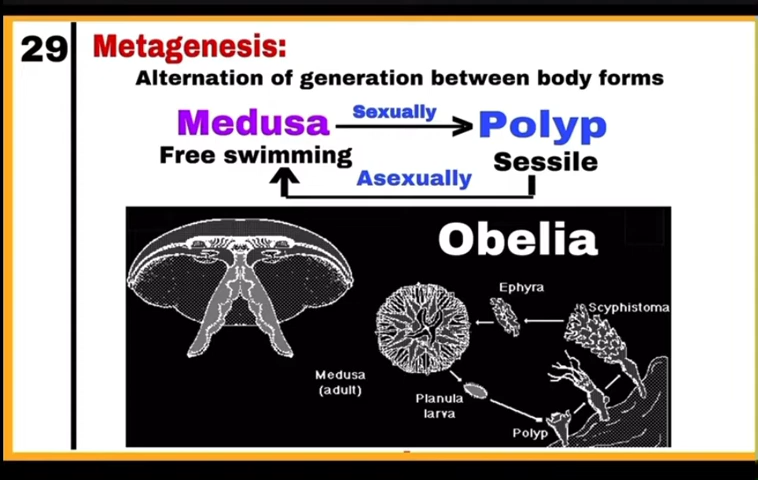 29
Metagenesis:
Alternation of generation between body forms
Medusa
Sexually
Polyp
Free swimming
Sessile
Asexually
Obelia
Ephyra
Scyphistoma
Medusa
(adult)
Planula
larva
Polyp